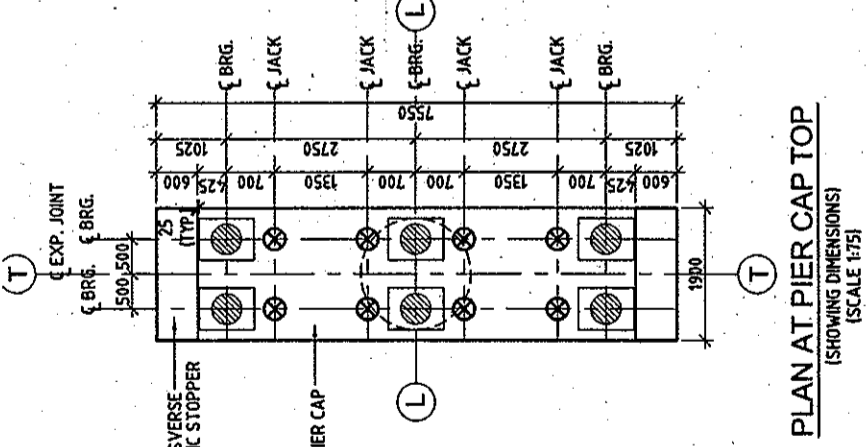 T
L
℄ EXP. JOINT
℄ BRG.
℄ BRG.
500
500
25
(TYP.)
℄ BRG.
℄ JACK
℄ JACK
℄ BRG.
℄ JACK
℄ JACK
℄ BRG.
7550
1025
2750
2750
1025
600
425
700
1350
700
700
1350
700
425
600
VERSE
IC STOPPER
IER CAP
L
1900
T
PLAN AT PIER CAP TOP
(SHOWING DIMENSIONS)
(SCALE 1:75)